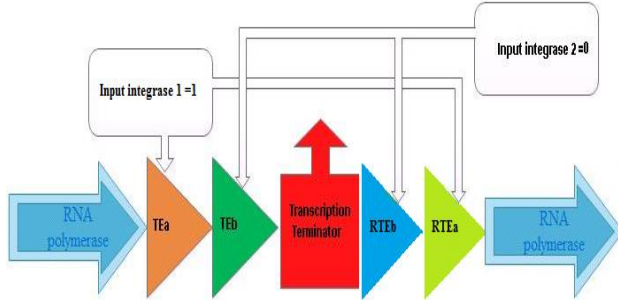 Input integrase 2=0
Input integrase 1 =1
RNA
polymerase
TEa
TEb
Transcription
Terminator
RTEb
RTEa
RNA
polymerase